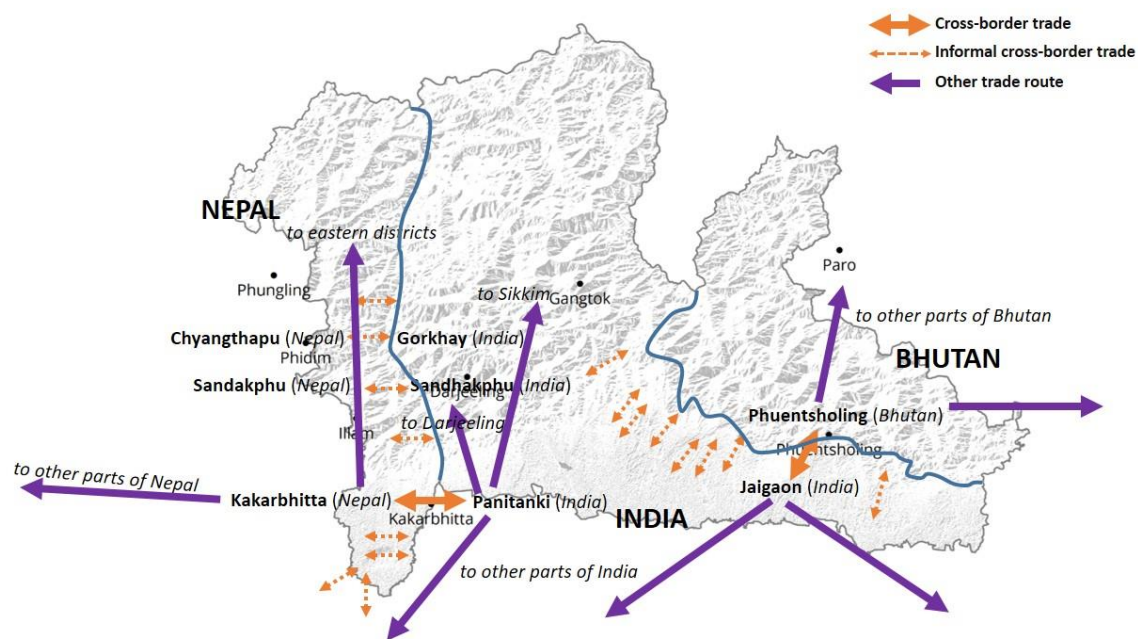 Cross-border trade
Informal cross-border trade
Other trade route
NEPAL
to eastern districts
Paro
Phungling
to Sikkim
Gangtok
to other parts of Bhutan
Chyangthapu (Nepal)
Gorkhay (India)
Phidim
BHUTAN
Sandakphu (Nepal)
Sandhakphu (India)
Darjeeling
Phuentsholing (Bhutan)
to Darjeeling
Illam
Phuentsholing
to other parts of Nepal
Jaigaon (India)
Kakarbhitta (Nepal)
Panitanki (India)
INDIA
Kakarbhitta
to other parts of India